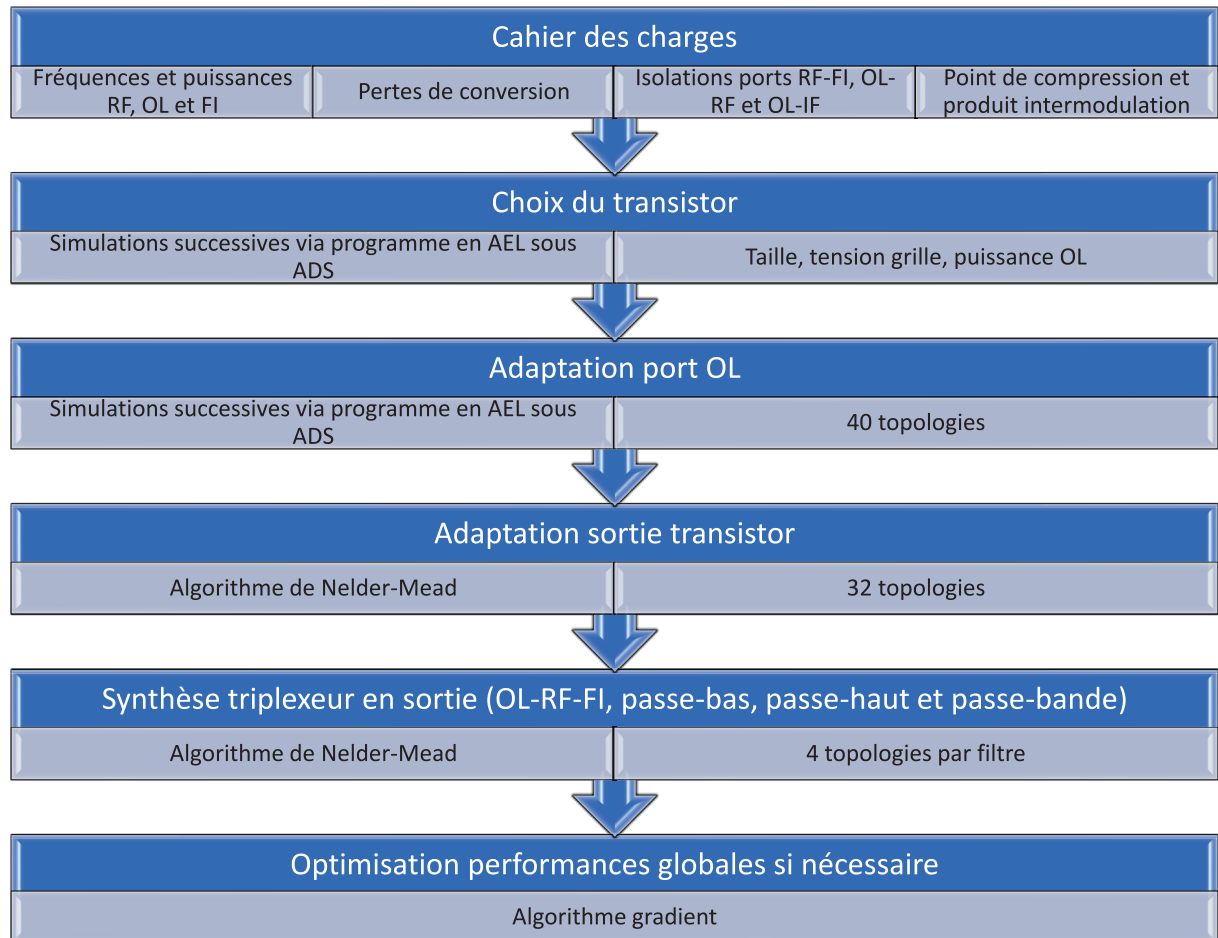 Cahier des charges
Fréquences et puissances
RF, OL et FI
Pertes de conversion
Isolations ports RF-FI, OL-
RF et OL-IF
Point de compression et
produit intermodulation
Choix du transistor
Simulations successives via programme en AEL sous
ADS
Taille, tension grille, puissance OL
Adaptation port OL
Simulations successives via programme en AEL sous
ADS
40 topologies
Adaptation sortie transistor
Algorithme de Nelder-Mead
32 topologies
Synthèse triplexeur en sortie (OL-RF-FI, passe-bas, passe-haut et passe-bande)
Algorithme de Nelder-Mead
4 topologies par filtre
Optimisation performances globales si nécessaire
Algorithme gradient